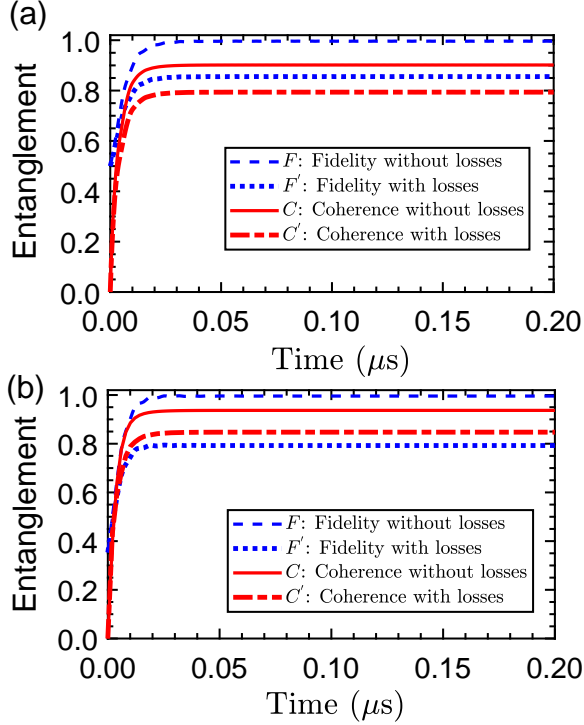 (a)
Entanglement
1.0
0.8
0.6
0.4
0.2
0.0
F: Fidelity without losses
F′: Fidelity with losses
C: Coherence without losses
C′: Coherence with losses
0.00 0.05 0.10 0.15 0.20
Time (μs)
(b)
Entanglement
1.0
0.8
0.6
0.4
0.2
0.0
F: Fidelity without losses
F′: Fidelity with losses
C: Coherence without losses
C′: Coherence with losses
0.00 0.05 0.10 0.15 0.20
Time (μs)